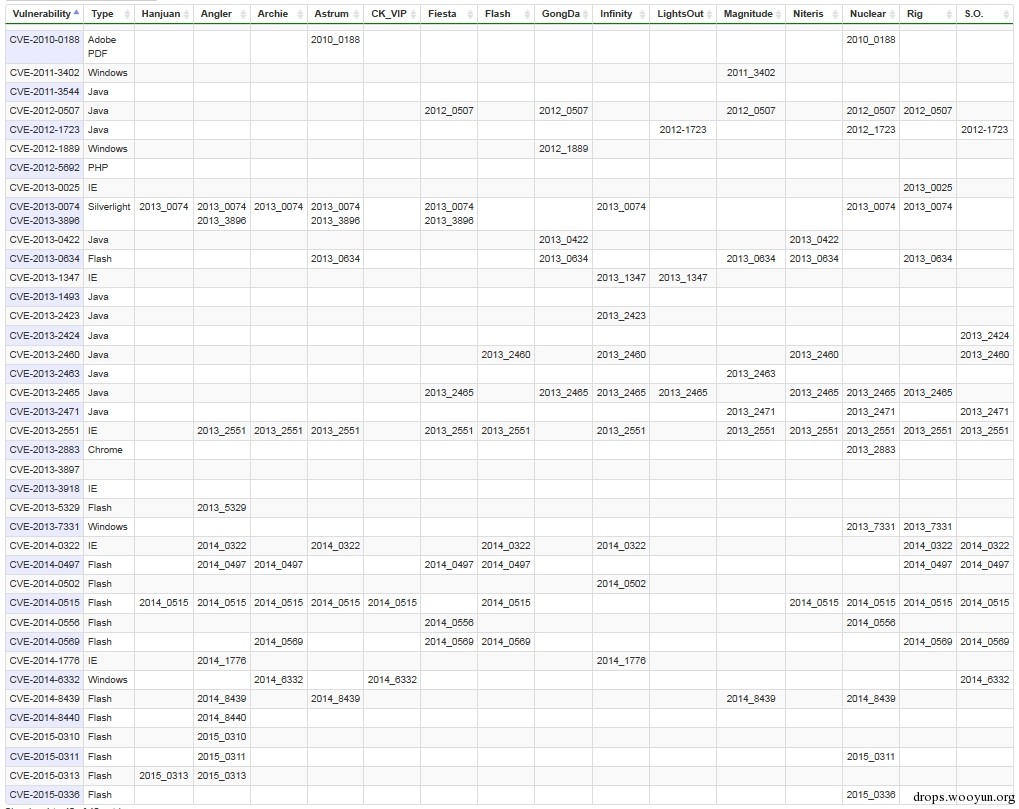 Vulnerability Type Hanjuan Angler Archie Astrum CK_VIP Fiesta Flash GongDa Infinity LightsOut Magnitude Niteris Nuclear Rig S.O.
CVE-2010-0188 Adobe 2010_0188 2010_0188
PDF
CVE-2011-3402 Windows 2011_3402
CVE-2011-3544 Java
CVE-2012-0507 Java 2012_0507 2012_0507 2012_0507 2012_0507 2012_0507
CVE-2012-1723 Java 2012-1723 2012_1723 2012-1723
CVE-2012-1889 Windows 2012_1889
CVE-2012-5692 PHP
CVE-2013-0025 IE 2013_0025
CVE-2013-0074 Silverlight 2013_0074 2013_0074 2013_0074 2013_0074 2013_0074 2013_0074 2013_0074 2013_0074
CVE-2013-3896 2013_3896 2013_3896 2013_3896
CVE-2013-0422 Java 2013_0422 2013_0422
CVE-2013-0634 Flash 2013_0634 2013_0634 2013_0634 2013_0634 2013_0634
CVE-2013-1347 IE 2013_1347 2013_1347
CVE-2013-1493 Java
CVE-2013-2423 Java 2013_2423
CVE-2013-2424 Java 2013_2424
CVE-2013-2460 Java 2013_2460 2013_2460 2013_2460 2013_2460
CVE-2013-2463 Java 2013_2463
CVE-2013-2465 Java 2013_2465 2013_2465 2013_2465 2013_2465 2013_2465 2013_2465 2013_2465
CVE-2013-2471 Java 2013_2471 2013_2471 2013_2471
CVE-2013-2551 IE 2013_2551 2013_2551 2013_2551 2013_2551 2013_2551 2013_2551 2013_2551 2013_2551 2013_2551 2013_2551 2013_2551
CVE-2013-2883 Chrome 2013_2883
CVE-2013-3897
CVE-2013-3918 IE
CVE-2013-5329 Flash 2013_5329
CVE-2013-7331 Windows 2013_7331 2013_7331
CVE-2014-0322 IE 2014_0322 2014_0322 2014_0322 2014_0322 2014_0322 2014_0322
CVE-2014-0497 Flash 2014_0497 2014_0497 2014_0497 2014_0497 2014_0497 2014_0497
CVE-2014-0502 Flash 2014_0502
CVE-2014-0515 Flash 2014_0515 2014_0515 2014_0515 2014_0515 2014_0515 2014_0515 2014_0515 2014_0515 2014_0515 2014_0515
CVE-2014-0556 Flash 2014_0556 2014_0556
CVE-2014-0569 Flash 2014_0569 2014_0569 2014_0569 2014_0569 2014_0569
CVE-2014-1776 IE 2014_1776 2014_1776
CVE-2014-6332 Windows 2014_6332 2014_6332 2014_6332
CVE-2014-8439 Flash 2014_8439 2014_8439 2014_8439 2014_8439
CVE-2014-8440 Flash 2014_8440
CVE-2015-0310 Flash 2015_0310
CVE-2015-0311 Flash 2015_0311 2015_0311
CVE-2015-0313 Flash 2015_0313 2015_0313
CVE-2015-0336 Flash 2015_0336
drops.wooyun.org